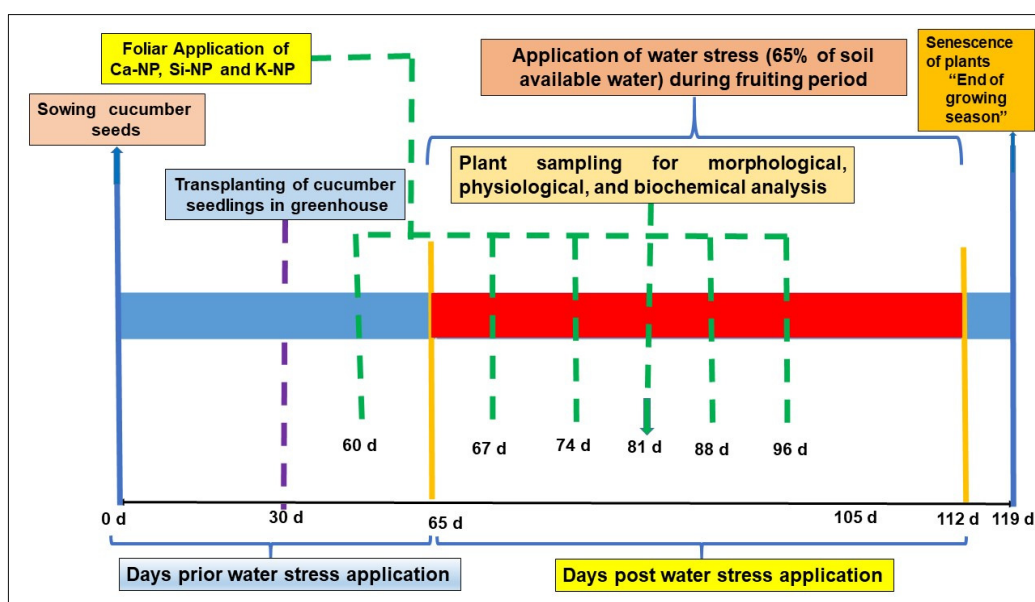 Foliar Application of
Ca-NP, Si-NP and K-NP
Application of water stress (65% of soil
available water) during fruiting period
Senescence
of plants
“End of
growing
season”
Sowing cucumber
seeds
Plant sampling for morphological,
physiological, and biochemical analysis
Transplanting of cucumber
seedlings in greenhouse
60 d
67 d
74 d
81 d
88 d
96 d
0 d
30 d
65 d
105 d
112 d
119 d
Days prior water stress application
Days post water stress application